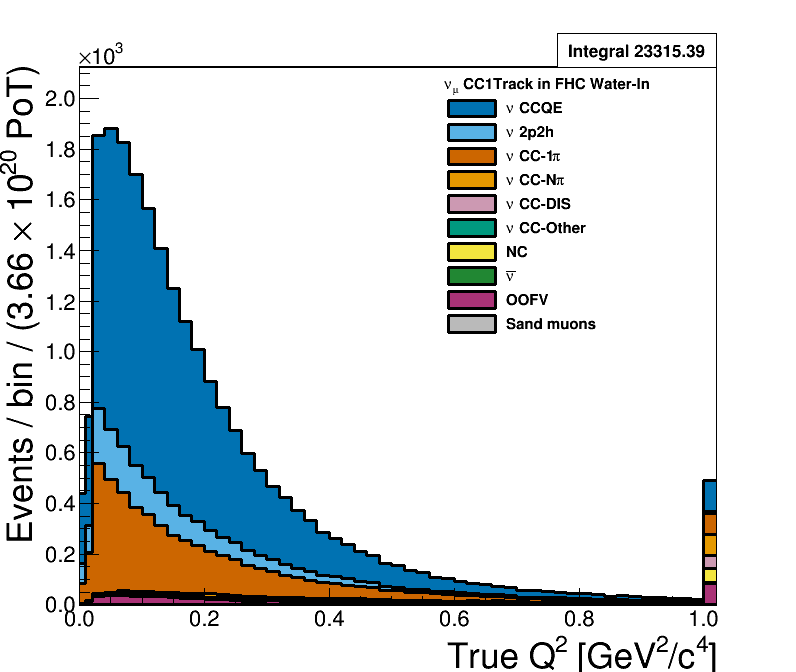 Integral 23315.39
×10³
ν_μ CC1Track in FHC Water-In
ν CCQE
ν 2p2h
ν CC-1π
ν CC-Nπ
ν CC-DIS
ν CC-Other
NC
ν̅
OOFV
Sand muons
Events / bin / (3.66 × 10²⁰ PoT)
2.0
1.8
1.6
1.4
1.2
1.0
0.8
0.6
0.4
0.2
0.0
0.0 0.2 0.4 0.6 0.8 1.0
True Q² [GeV²/c⁴]